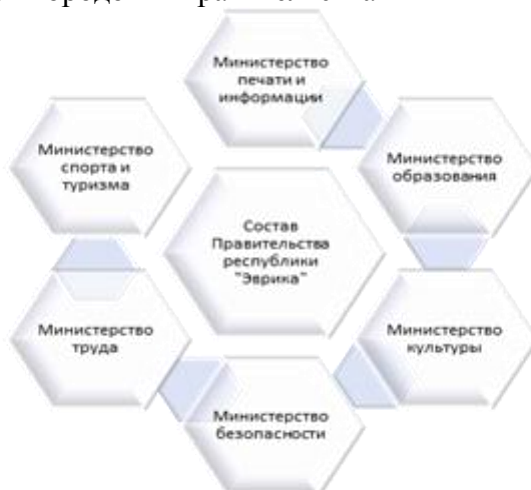 Министерство
печати и
информации
Министерство
образования
Министерство
культуры
Министерство
безопасности
Министерство
труда
Министерство
спорта и
туризма
Состав
Правительства
республики
"Эврика"